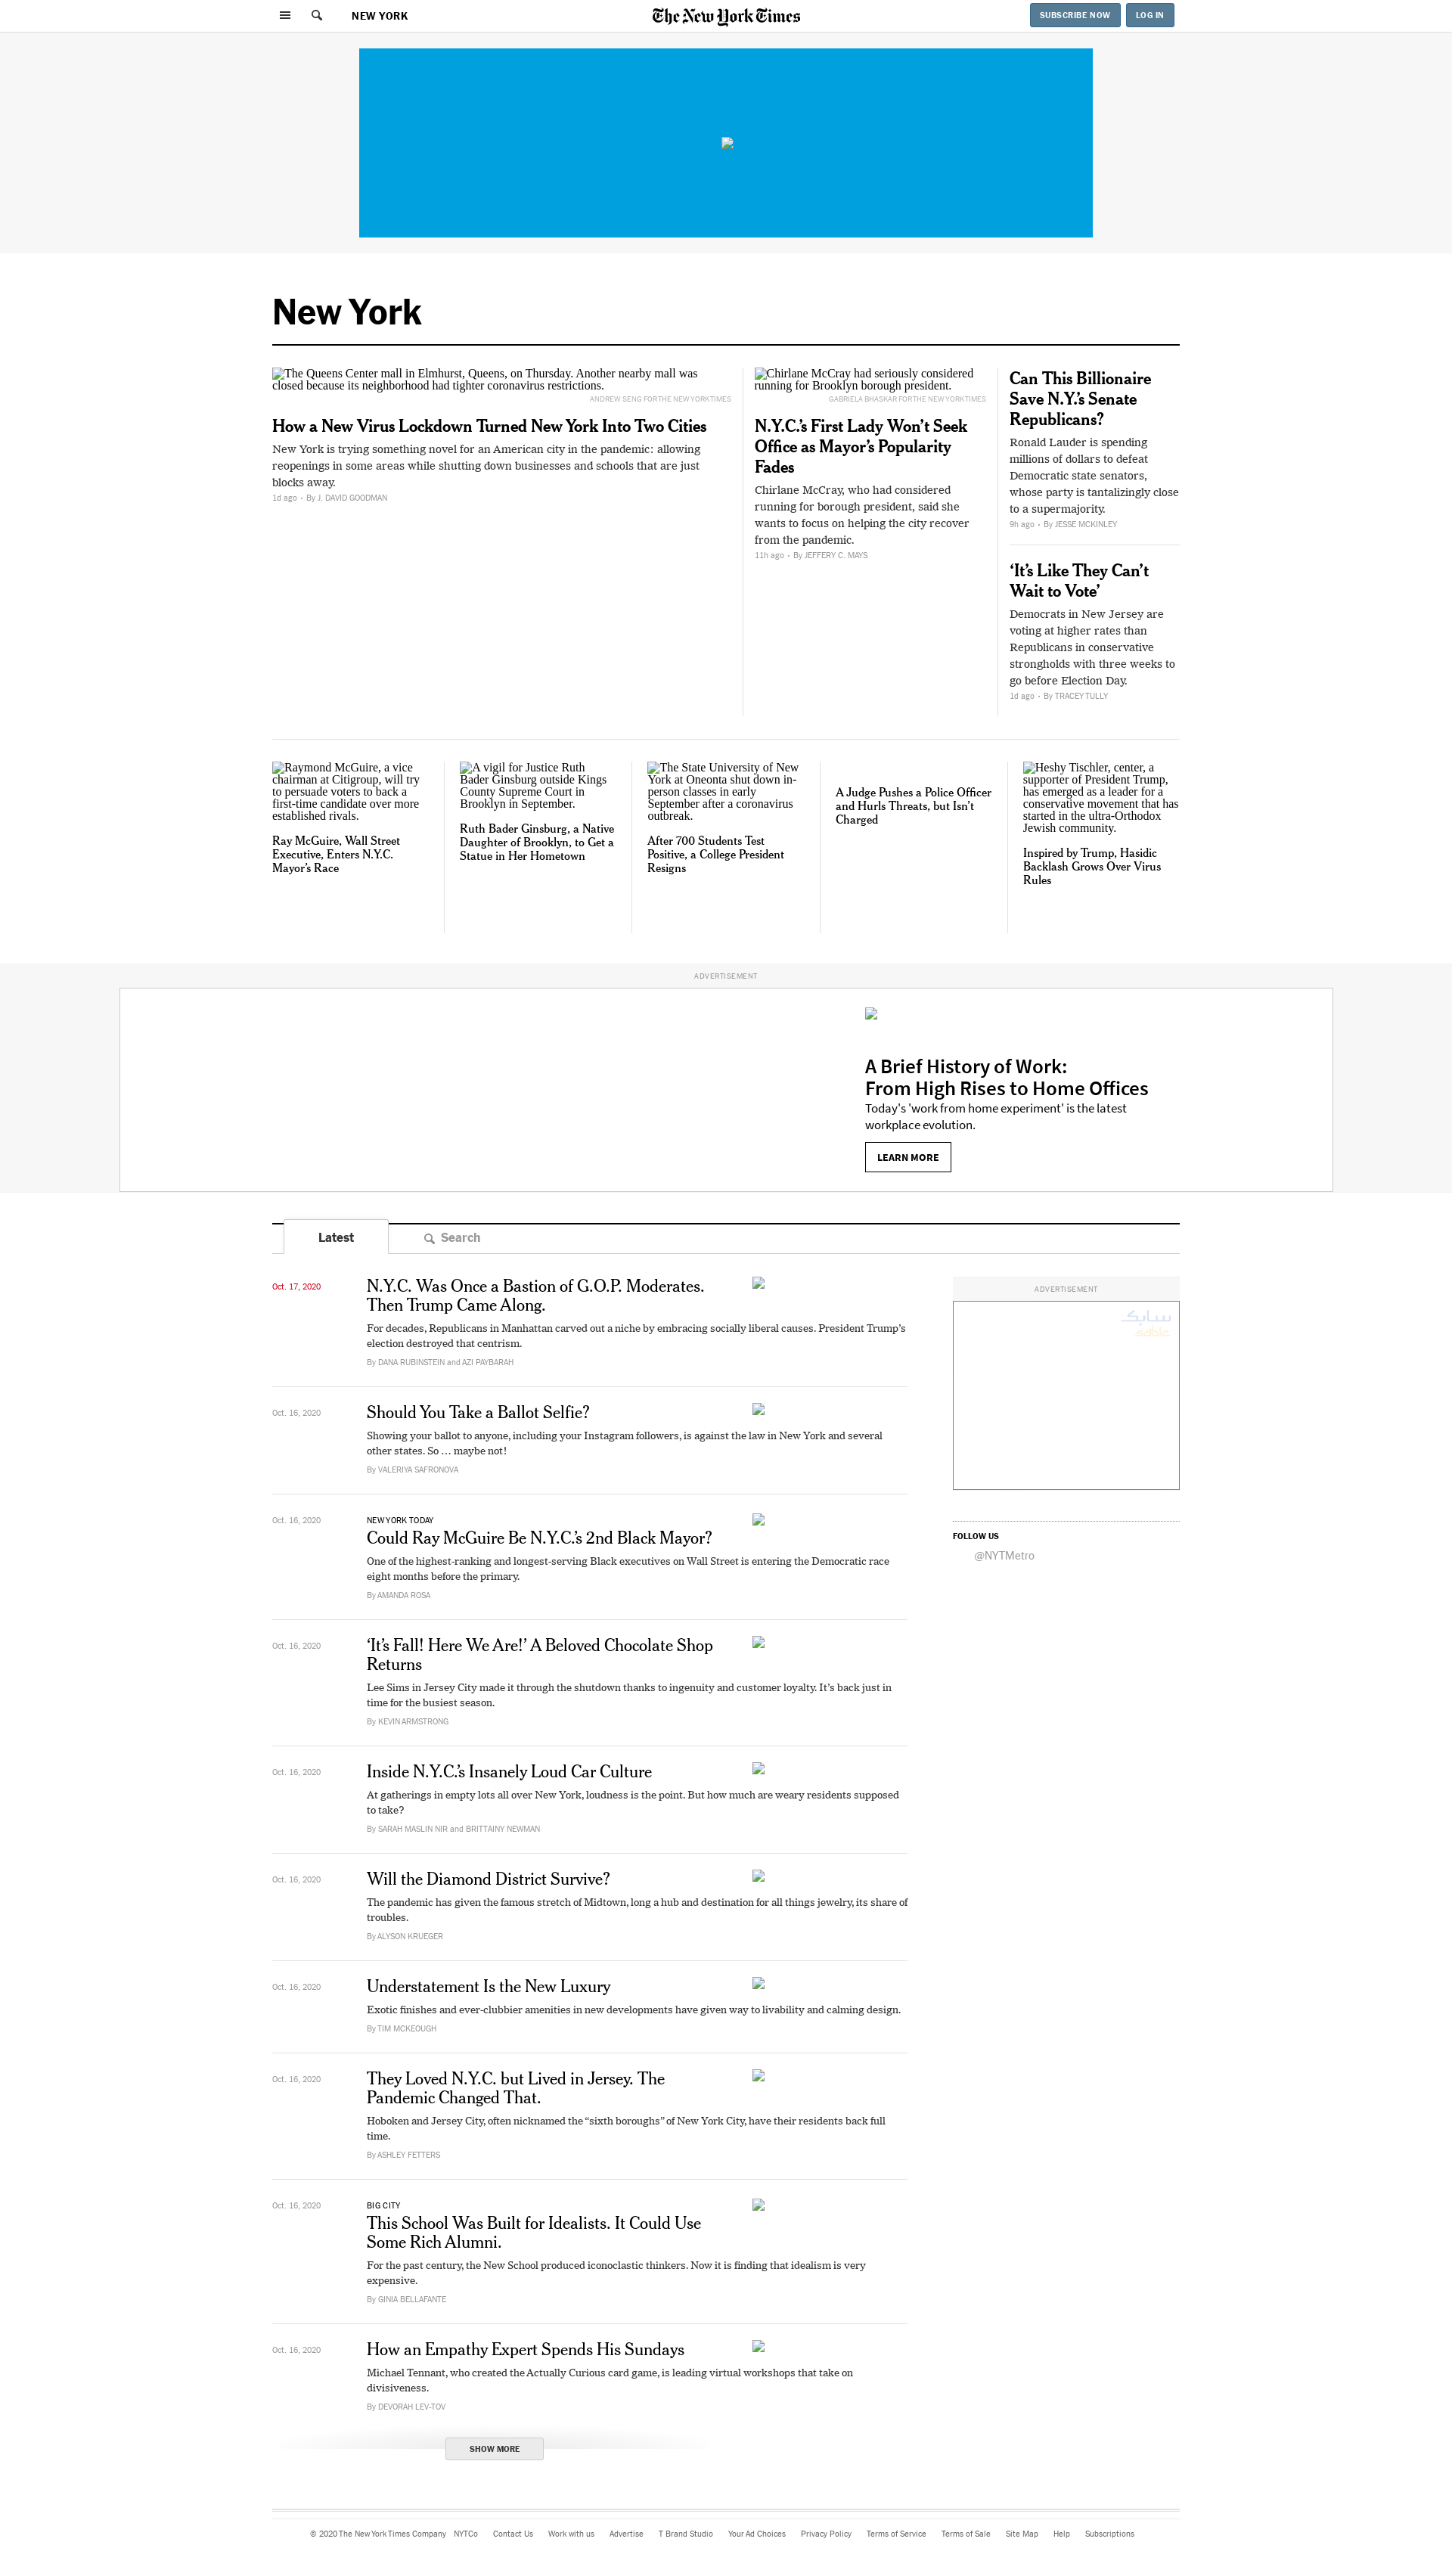 NEW YORK
The New York Times
SUBSCRIBE NOW
LOG IN
New York
The Queens Center mall in Elmhurst, Queens, on Thursday. Another nearby mall was
closed because its neighborhood had tighter coronavirus restrictions.
ANDREW SENG FOR THE NEW YORK TIMES
How a New Virus Lockdown Turned New York Into Two Cities
New York is trying something novel for an American city in the pandemic: allowing
reopenings in some areas while shutting down businesses and schools that are just
blocks away.
1d ago • By J. DAVID GOODMAN
Chirlane McCray had seriously considered
running for Brooklyn borough president.
GABRIELA BHASKAR FOR THE NEW YORK TIMES
N.Y.C.’s First Lady Won’t Seek
Office as Mayor’s Popularity
Fades
Chirlane McCray, who had considered
running for borough president, said she
wants to focus on helping the city recover
from the pandemic.
11h ago • By JEFFERY C. MAYS
Can This Billionaire
Save N.Y.’s Senate
Republicans?
Ronald Lauder is spending
millions of dollars to defeat
Democratic state senators,
whose party is tantalizingly close
to a supermajority.
9h ago • By JESSE MCKINLEY
‘It’s Like They Can’t
Wait to Vote’
Democrats in New Jersey are
voting at higher rates than
Republicans in conservative
strongholds with three weeks to
go before Election Day.
1d ago • By TRACEY TULLY
Raymond McGuire, a vice
chairman at Citigroup, will try
to persuade voters to back a
first-time candidate over more
established rivals.
Ray McGuire, Wall Street
Executive, Enters N.Y.C.
Mayor’s Race
A vigil for Justice Ruth
Bader Ginsburg outside Kings
County Supreme Court in
Brooklyn in September.
Ruth Bader Ginsburg, a Native
Daughter of Brooklyn, to Get a
Statue in Her Hometown
The State University of New
York at Oneonta shut down in-
person classes in early
September after a coronavirus
outbreak.
After 700 Students Test
Positive, a College President
Resigns
A Judge Pushes a Police Officer
and Hurls Threats, but Isn’t
Charged
Heshy Tischler, center, a
supporter of President Trump,
has emerged as a leader for a
conservative movement that has
started in the ultra-Orthodox
Jewish community.
Inspired by Trump, Hasidic
Backlash Grows Over Virus
Rules
ADVERTISEMENT
A Brief History of Work:
From High Rises to Home Offices
Today's 'work from home experiment' is the latest
workplace evolution.
LEARN MORE
Latest
Search
Oct. 17, 2020
N.Y.C. Was Once a Bastion of G.O.P. Moderates.
Then Trump Came Along.
For decades, Republicans in Manhattan carved out a niche by embracing socially liberal causes. President Trump’s
election destroyed that centrism.
By DANA RUBINSTEIN and AZI PAYBARAH
ADVERTISEMENT
سابك
sabic
Oct. 16, 2020
Should You Take a Ballot Selfie?
Showing your ballot to anyone, including your Instagram followers, is against the law in New York and several
other states. So … maybe not!
By VALERIYA SAFRONOVA
Oct. 16, 2020
NEW YORK TODAY
Could Ray McGuire Be N.Y.C.’s 2nd Black Mayor?
One of the highest-ranking and longest-serving Black executives on Wall Street is entering the Democratic race
eight months before the primary.
By AMANDA ROSA
FOLLOW US
@NYTMetro
Oct. 16, 2020
‘It’s Fall! Here We Are!’ A Beloved Chocolate Shop
Returns
Lee Sims in Jersey City made it through the shutdown thanks to ingenuity and customer loyalty. It’s back just in
time for the busiest season.
By KEVIN ARMSTRONG
Oct. 16, 2020
Inside N.Y.C.’s Insanely Loud Car Culture
At gatherings in empty lots all over New York, loudness is the point. But how much are weary residents supposed
to take?
By SARAH MASLIN NIR and BRITTAINY NEWMAN
Oct. 16, 2020
Will the Diamond District Survive?
The pandemic has given the famous stretch of Midtown, long a hub and destination for all things jewelry, its share of
troubles.
By ALYSON KRUEGER
Oct. 16, 2020
Understatement Is the New Luxury
Exotic finishes and ever-clubbier amenities in new developments have given way to livability and calming design.
By TIM MCKEOUGH
Oct. 16, 2020
They Loved N.Y.C. but Lived in Jersey. The
Pandemic Changed That.
Hoboken and Jersey City, often nicknamed the “sixth boroughs” of New York City, have their residents back full
time.
By ASHLEY FETTERS
Oct. 16, 2020
BIG CITY
This School Was Built for Idealists. It Could Use
Some Rich Alumni.
For the past century, the New School produced iconoclastic thinkers. Now it is finding that idealism is very
expensive.
By GINIA BELLAFANTE
Oct. 16, 2020
How an Empathy Expert Spends His Sundays
Michael Tennant, who created the Actually Curious card game, is leading virtual workshops that take on
divisiveness.
By DEVORAH LEV-TOV
SHOW MORE
© 2020 The New York Times Company NYTCo Contact Us Work with us Advertise T Brand Studio Your Ad Choices Privacy Policy Terms of Service Terms of Sale Site Map Help Subscriptions